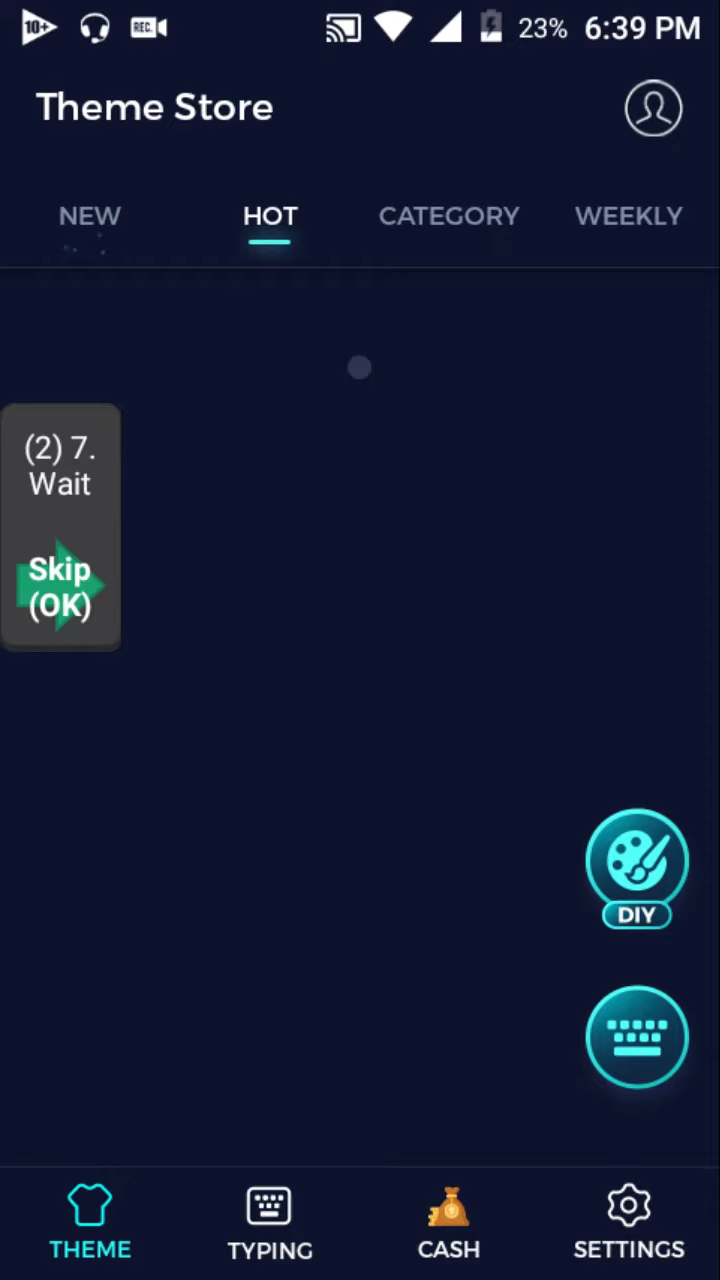 10+ REC. 23% 6:39 PM
Theme Store
NEW HOT CATEGORY WEEKLY
(2) 7.
Wait
Skip
(OK)
DIY
THEME TYPING CASH SETTINGS